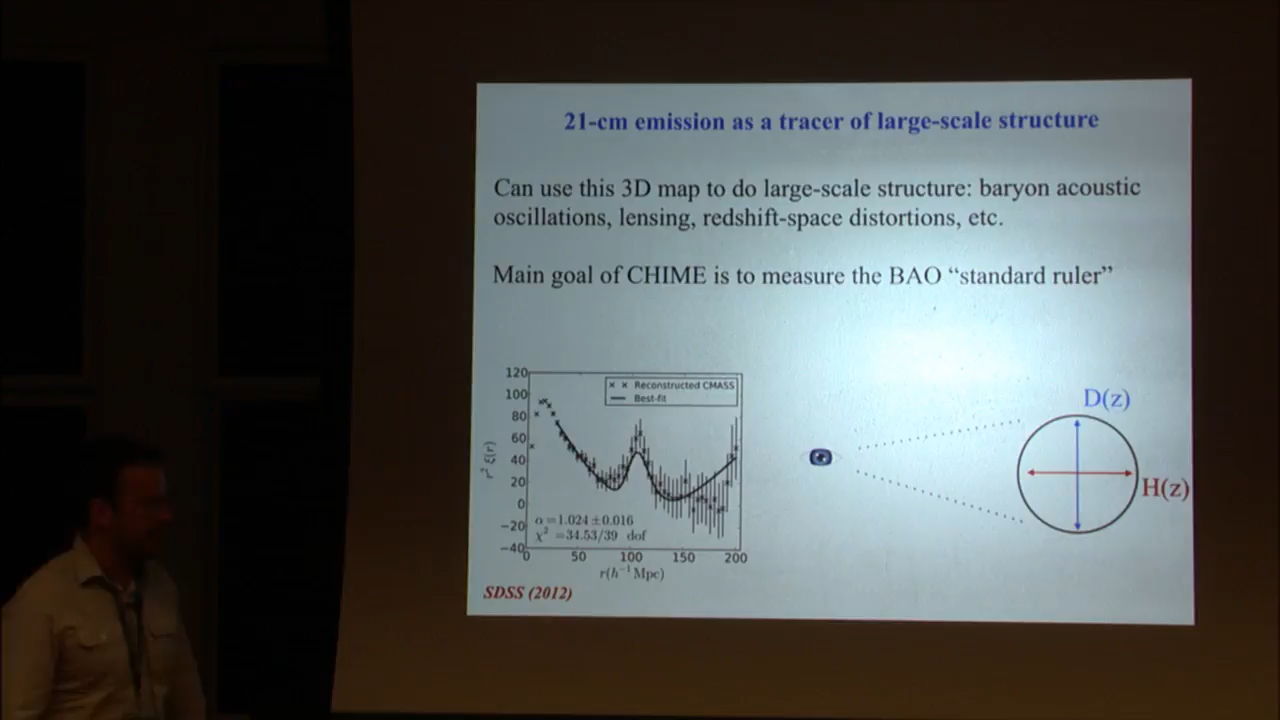 21-cm emission as a tracer of large-scale structure
Can use this 3D map to do large-scale structure: baryon acoustic
oscillations, lensing, redshift-space distortions, etc.
Main goal of CHIME is to measure the BAO “standard ruler”
120
100
80
60
40
20
0
−20
−40
r² ξ(r)
× × Reconstructed CMASS
— Best-fit
α=1.024±0.016
χ² =34.53/39 dof
0 50 100 150 200
r(h⁻¹Mpc)
SDSS (2012)
D(z)
H(z)